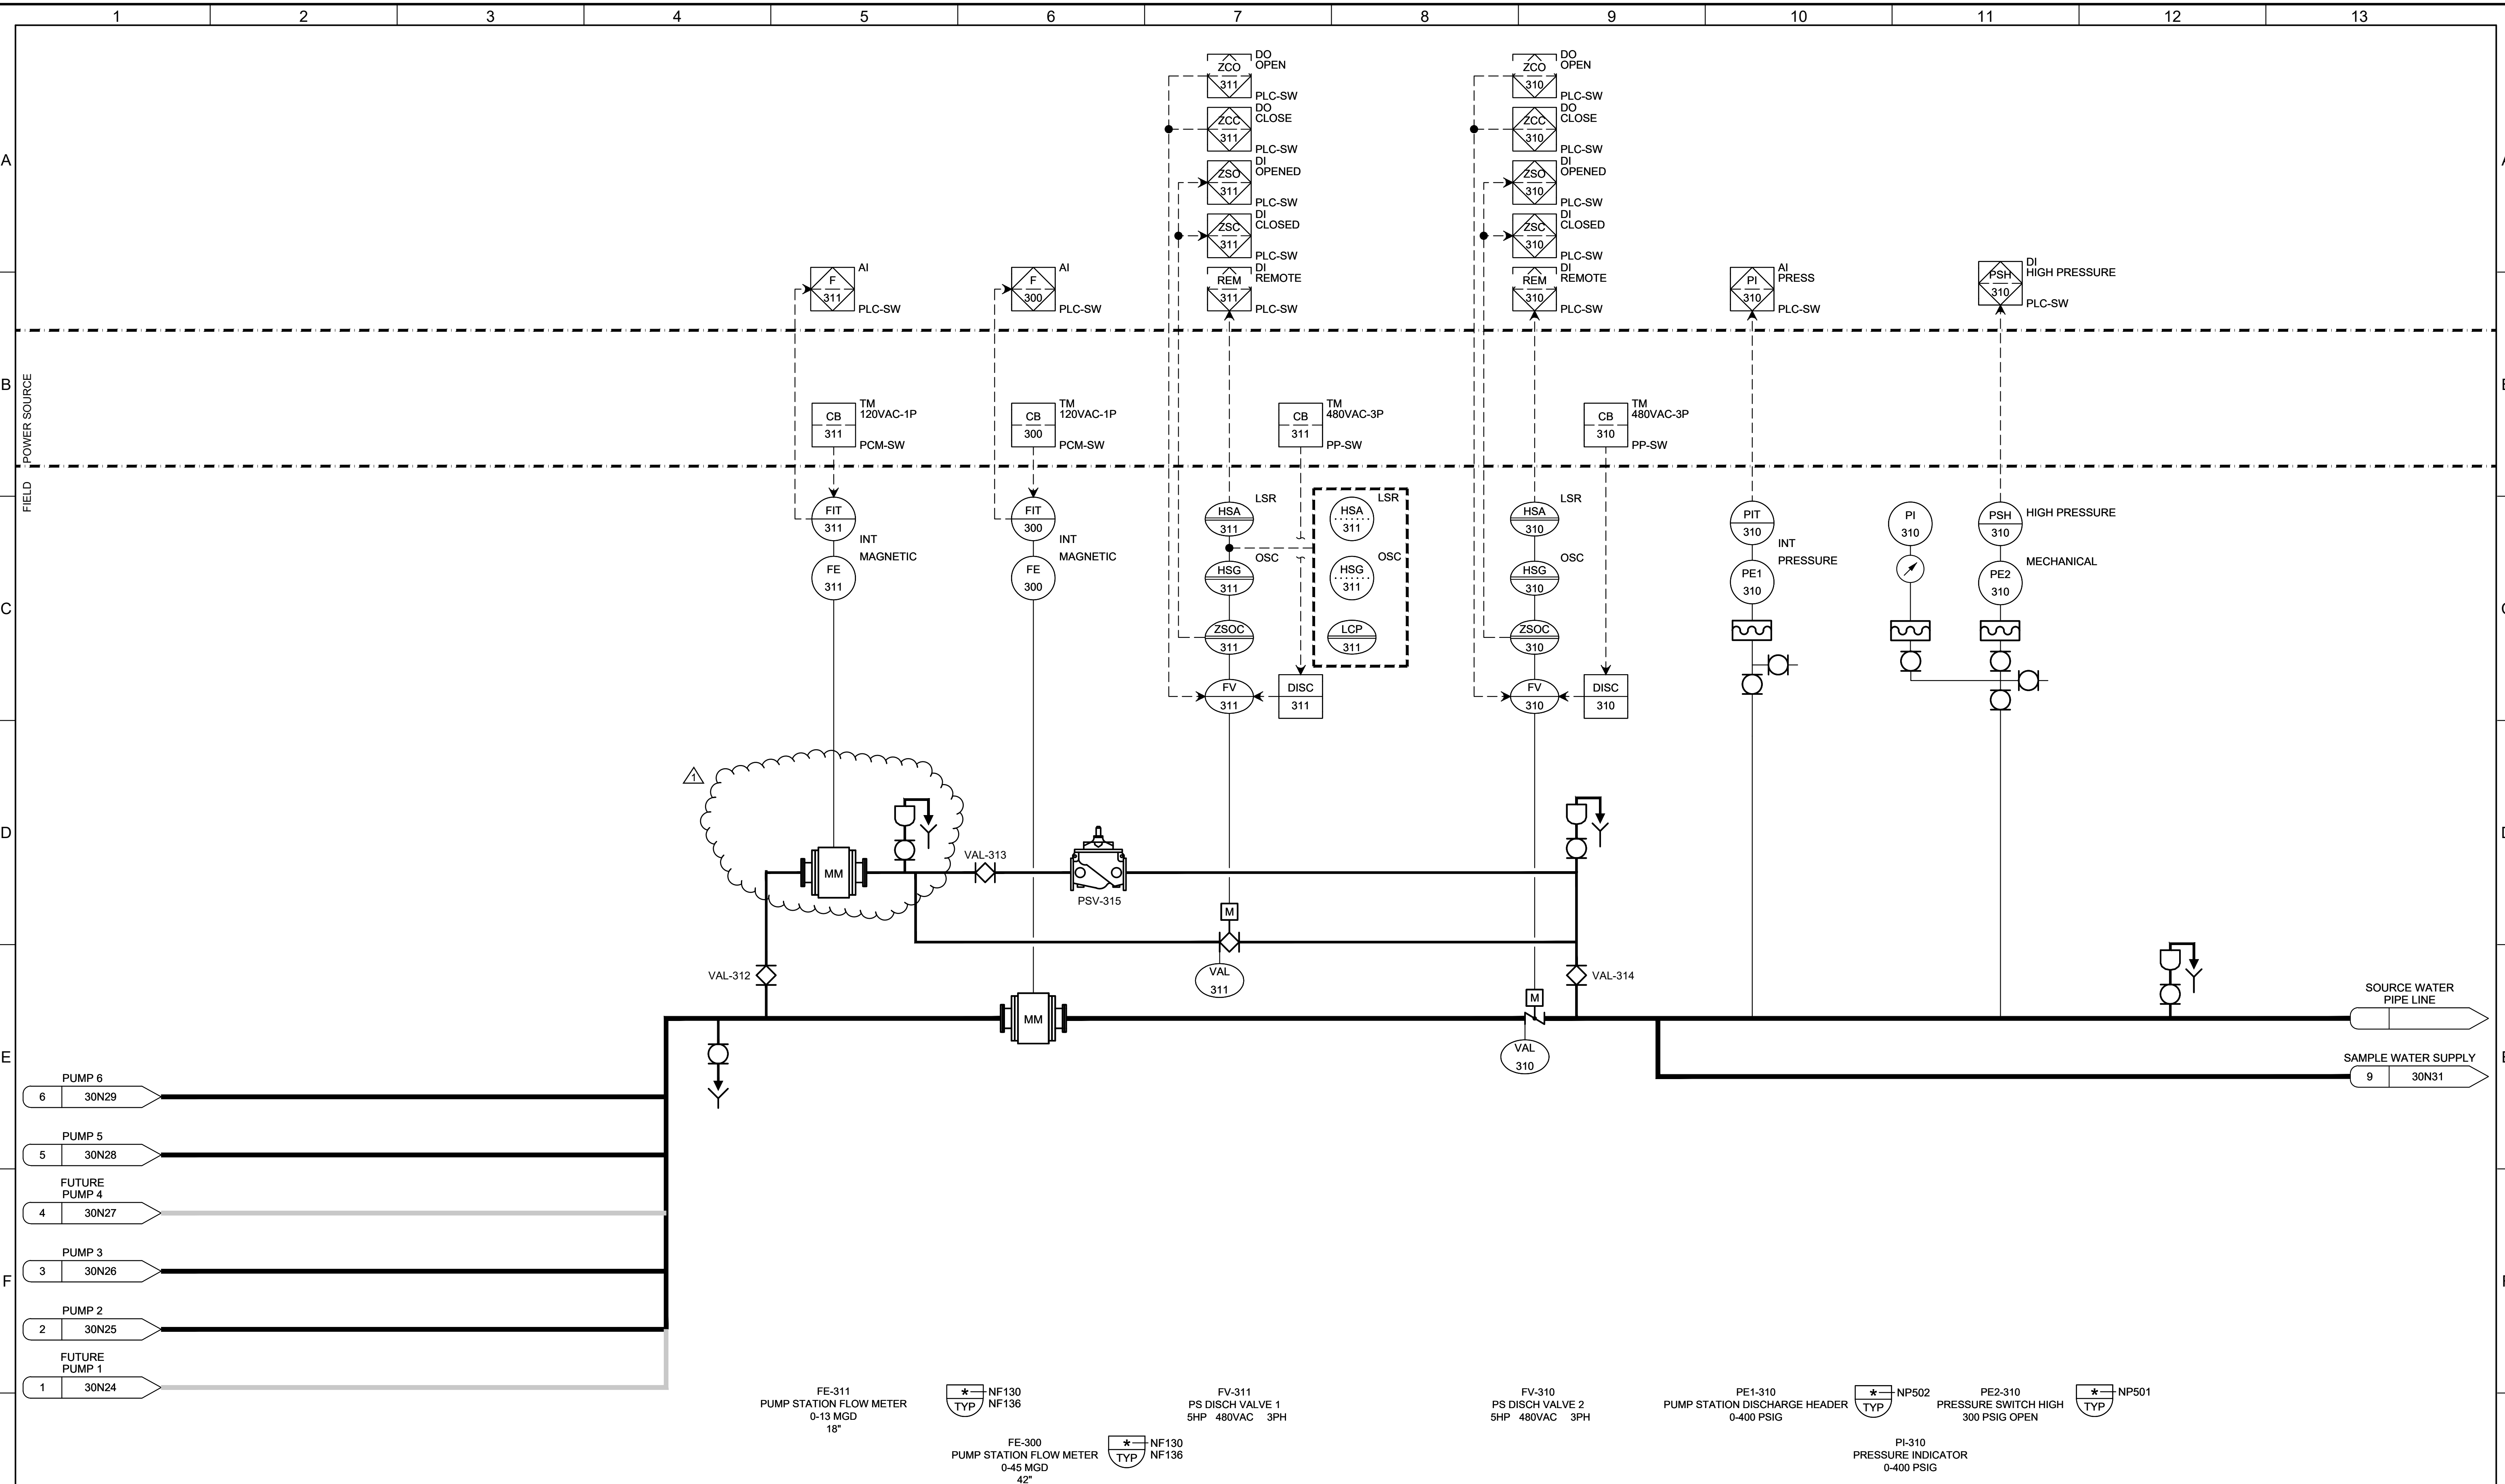 1 2 3 4 5 6 7 8 9 10 11 12 13
A
B
C
D
E
F
A
B
C
D
E
F
POWER SOURCE
FIELD
ZCO
311
DO
OPEN
PLC-SW
ZCC
311
DO
CLOSE
PLC-SW
ZSO
311
DI
OPENED
PLC-SW
ZSC
311
DI
CLOSED
PLC-SW
REM
311
DI
REMOTE
PLC-SW
ZCO
310
DO
OPEN
PLC-SW
ZCC
310
DO
CLOSE
PLC-SW
ZSO
310
DI
OPENED
PLC-SW
ZSC
310
DI
CLOSED
PLC-SW
REM
310
DI
REMOTE
PLC-SW
F
311
AI
PLC-SW
F
300
AI
PLC-SW
PI
310
AI
PRESS
PLC-SW
PSH
310
DI
HIGH PRESSURE
PLC-SW
CB
311
TM
120VAC-1P
PCM-SW
CB
300
TM
120VAC-1P
PCM-SW
CB
311
TM
480VAC-3P
PP-SW
CB
310
TM
480VAC-3P
PP-SW
FIT
311
INT
MAGNETIC
FE
311
FIT
300
INT
MAGNETIC
FE
300
HSA
311
LSR
HSG
311
OSC
ZSOC
311
FV
311
DISC
311
HSA
311
LSR
HSG
311
OSC
LCP
311
HSA
310
LSR
HSG
310
OSC
ZSOC
310
FV
310
DISC
310
PIT
310
INT
PRESSURE
PE1
310
PI
310
PSH
310
HIGH PRESSURE
MECHANICAL
PE2
310
1
MM
VAL-313
PSV-315
M
VAL
311
VAL-312
VAL-314
MM
M
VAL
310
SOURCE WATER
PIPE LINE
SAMPLE WATER SUPPLY
9 30N31
PUMP 6
6 30N29
PUMP 5
5 30N28
FUTURE
PUMP 4
4 30N27
PUMP 3
3 30N26
PUMP 2
2 30N25
FUTURE
PUMP 1
1 30N24
FE-311
PUMP STATION FLOW METER
0-13 MGD
18"
*
TYP
NF130
NF136
FE-300
PUMP STATION FLOW METER
0-45 MGD
42"
*
TYP
NF130
NF136
FV-311
PS DISCH VALVE 1
5HP 480VAC 3PH
FV-310
PS DISCH VALVE 2
5HP 480VAC 3PH
PE1-310
PUMP STATION DISCHARGE HEADER
0-400 PSIG
*
TYP
NP502
PE2-310
PRESSURE SWITCH HIGH
300 PSIG OPEN
*
TYP
NP501
PI-310
PRESSURE INDICATOR
0-400 PSIG